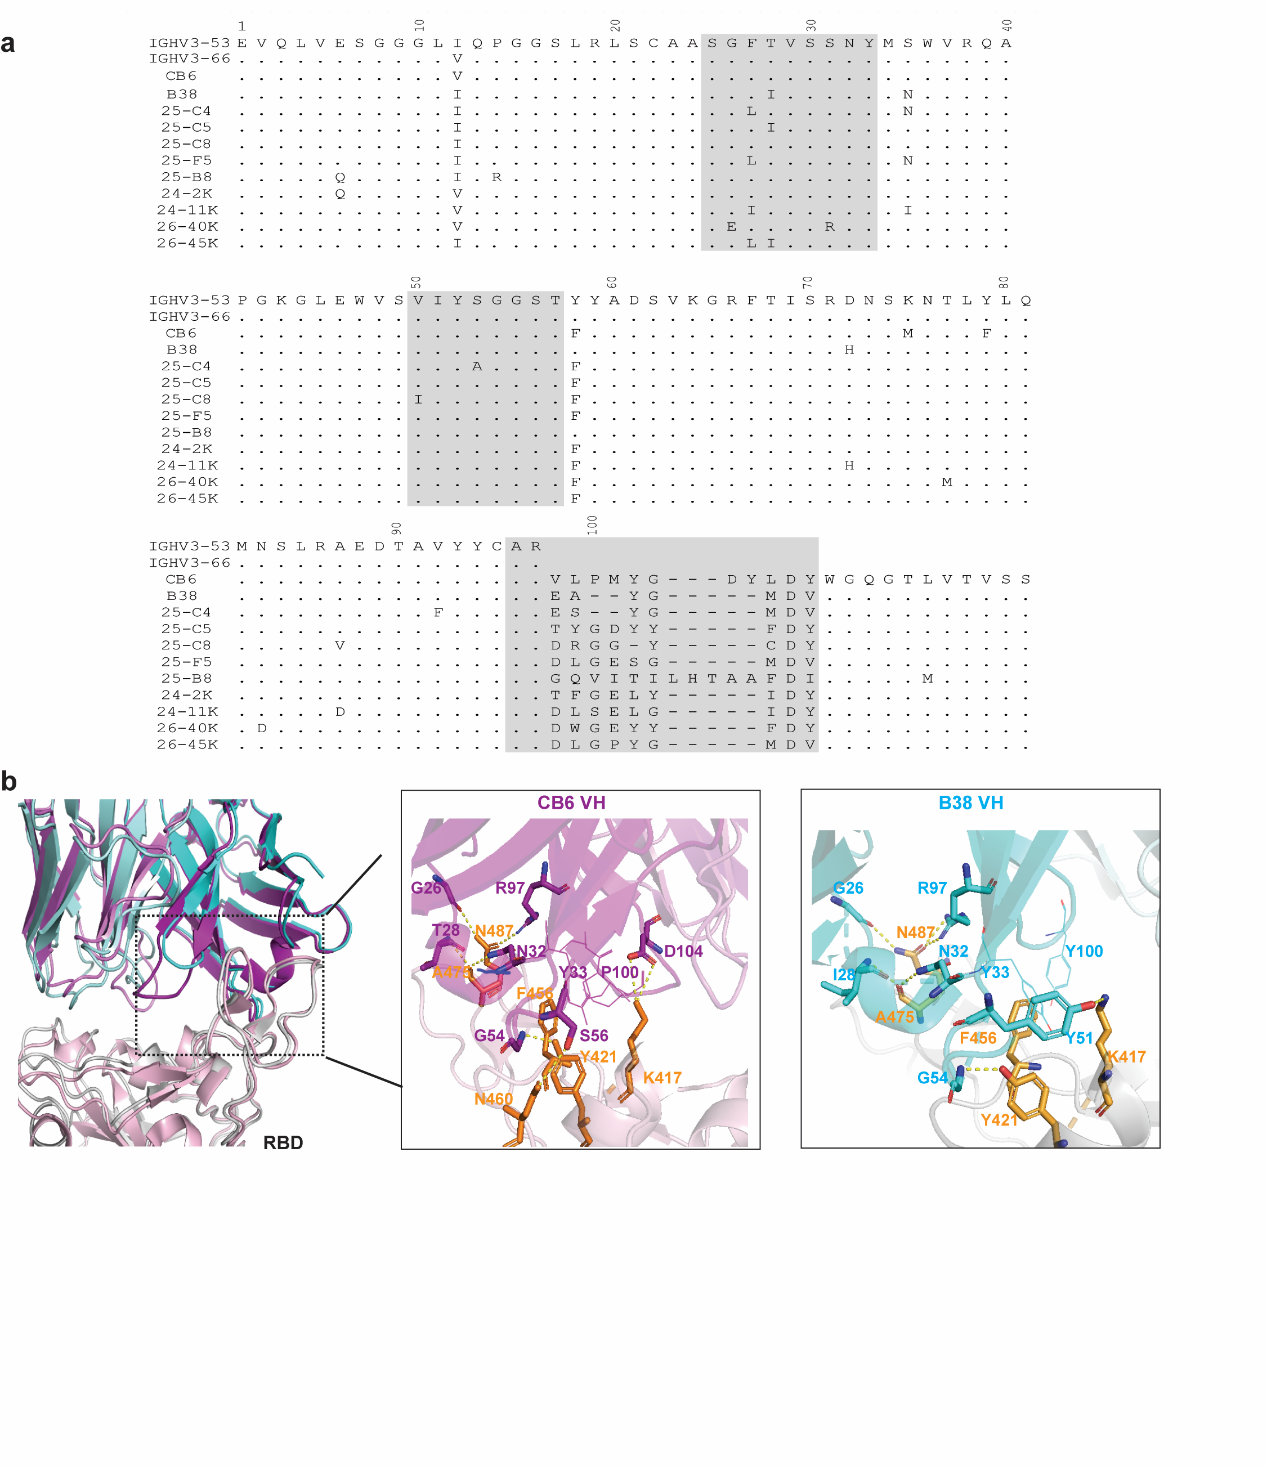 a
1 10 20 30 40
IGHV3-53 E V Q L V E S G G G L I Q P G G S L R L S C A A S G F T V S S N Y M S W V R Q A
IGHV3-66 . . . . . . . . . . . V . . . . . . . . . . . . . . . . . . . . . . . . . . . .
CB6 . . . . . . . . . . . V . . . . . . . . . . . . . . . . . . . . . . . . . . . .
B38 . . . . . . . . . . . I . . . . . . . . . . . . . . . I . . . . . . N . . . . .
25-C4 . . . . . . . . . . . I . . . . . . . . . . . . . . L . . . . . . . N . . . . .
25-C5 . . . . . . . . . . . I . . . . . . . . . . . . . . . I . . . . . . . . . . . .
25-C8 . . . . . . . . . . . I . . . . . . . . . . . . . . . . . . . . . . . . . . . .
25-F5 . . . . . . . . . . . I . . . . . . . . . . . . . . L . . . . . . . N . . . . .
25-B8 . . . . . Q . . . . . I . R . . . . . . . . . . . . . . . . . . . . . . . . . .
24-2K . . . . . Q . . . . . V . . . . . . . . . . . . . . . . . . . . . . . . . . . .
24-11K . . . . . . . . . . . V . . . . . . . . . . . . . . I . . . . . . . I . . . . .
26-40K . . . . . . . . . . . V . . . . . . . . . . . . . E . . . . R . . . . . . . . .
26-45K . . . . . . . . . . . I . . . . . . . . . . . . . . L I . . . . . . . . . . . .
50 60 70 80
IGHV3-53 P G K G L E W V S V I Y S G G S T Y Y A D S V K G R F T I S R D N S K N T L Y L Q
IGHV3-66 . . . . . . . . . . . . . . . . . . . . . . . . . . . . . . . . . . . . . . . . .
CB6 . . . . . . . . . . . . . . . . . F . . . . . . . . . . . . . . . . M . . . F . .
B38 . . . . . . . . . . . . . . . . . . . . . . . . . . . . . . . H . . . . . . . . .
25-C4 . . . . . . . . . . . . A . . . . F . . . . . . . . . . . . . . . . . . . . . . .
25-C5 . . . . . . . . . . . . . . . . . F . . . . . . . . . . . . . . . . . . . . . . .
25-C8 . . . . . . . . . I . . . . . . . F . . . . . . . . . . . . . . . . . . . . . . .
25-F5 . . . . . . . . . . . . . . . . . F . . . . . . . . . . . . . . . . . . . . . . .
25-B8 . . . . . . . . . . . . . . . . . . . . . . . . . . . . . . . . . . . . . . . . .
24-2K . . . . . . . . . . . . . . . . . F . . . . . . . . . . . . . . . . . . . . . . .
24-11K . . . . . . . . . . . . . . . . . F . . . . . . . . . . . . . H . . . . . . . . .
26-40K . . . . . . . . . . . . . . . . . F . . . . . . . . . . . . . . . . . . M . . . .
26-45K . . . . . . . . . . . . . . . . . F . . . . . . . . . . . . . . . . . . . . . . .
90 100
IGHV3-53 M N S L R A E D T A V Y Y C A R
IGHV3-66 . . . . . . . . . . . . . . . .
CB6 . . . . . . . . . . . . . . . . V L P M Y G - - - D Y L D Y W G Q G T L V T V S S
B38 . . . . . . . . . . . . . . . . E A - - Y G - - - - - M D V . . . . . . . . . . .
25-C4 . . . . . . . . . . F . . . . . E S - - Y G - - - - - M D V . . . . . . . . . . .
25-C5 . . . . . . . . . . . . . . . . T Y G D Y Y - - - - - F D Y . . . . . . . . . . .
25-C8 . . . . . V . . . . . . . . . . D R G G - Y - - - - - C D Y . . . . . . . . . . .
25-F5 . . . . . . . . . . . . . . . . D L G E S G - - - - - M D V . . . . . . . . . . .
25-B8 . . . . . . . . . . . . . . . . G Q V I T I L H T A A F D I . . . . . M . . . . .
24-2K . . . . . . . . . . . . . . . . T F G E L Y - - - - - I D Y . . . . . . . . . . .
24-11K . . . . . D . . . . . . . . . . D L S E L G - - - - - I D Y . . . . . . . . . . .
26-40K . D . . . . . . . . . . . . . . D W G E Y Y - - - - - F D Y . . . . . . . . . . .
26-45K . . . . . . . . . . . . . . . . D L G P Y G - - - - - M D V . . . . . . . . . . .
b
RBD
CB6 VH
G26 R97
T28 N487 N32 D104
A475 Y33 P100
F456
G54 S56
Y421
K417
N460
B38 VH
G26 R97
N487
N32 Y100
I28 Y33
A475
F456 Y51
K417
G54
Y421